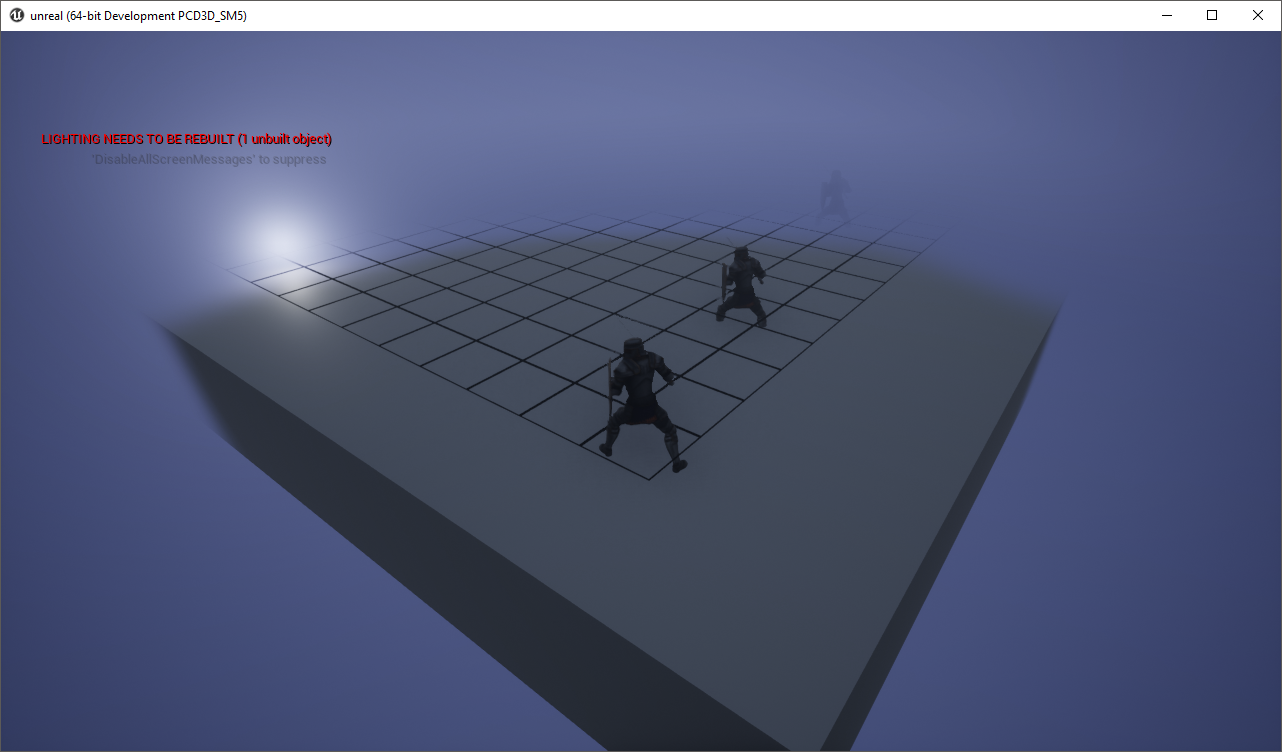 unreal (64-bit Development PCD3D_SM5)
LIGHTING NEEDS TO BE REBUILT (1 unbuilt object)
'DisableAllScreenMessages' to suppress